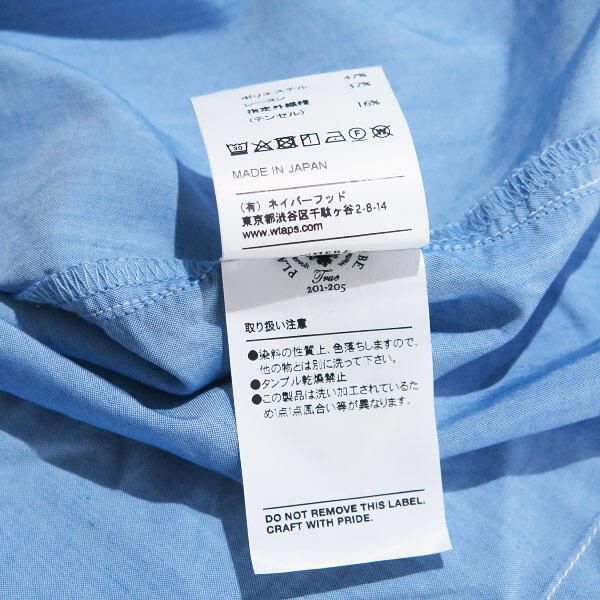 ポリエステル 47%
レーヨン 37%
指定外繊維 16%
(テンセル)
MADE IN JAPAN
(有) ネイバーフッド
東京都渋谷区千駄ヶ谷2-8-14
www.wtaps.com
True
201-205
取り扱い注意
●染料の性質上、色落ちしますので、
他の物とは別に洗って下さい。
●タンブル乾燥禁止
●この製品は洗い加工されているた
め1点1点風合い等が異なります。
DO NOT REMOVE THIS LABEL.
CRAFT WITH PRIDE.